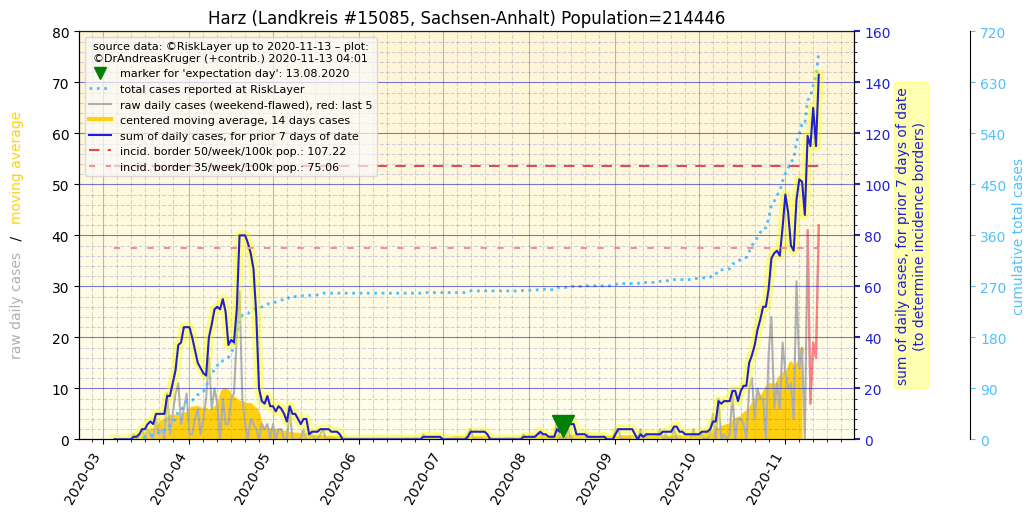 Harz (Landkreis #15085, Sachsen-Anhalt) Population=214446
source data: ©RiskLayer up to 2020-11-13 – plot:
©DrAndreasKruger (+contrib.) 2020-11-13 04:01
marker for 'expectation day': 13.08.2020
total cases reported at RiskLayer
raw daily cases (weekend-flawed), red: last 5
centered moving average, 14 days cases
sum of daily cases, for prior 7 days of date
incid. border 50/week/100k pop.: 107.22
incid. border 35/week/100k pop.: 75.06
raw daily cases / moving average
80
70
60
50
40
30
20
10
0
2020-03
2020-04
2020-05
2020-06
2020-07
2020-08
2020-09
2020-10
2020-11
160
140
120
100
80
60
40
20
0
sum of daily cases, for prior 7 days of date
(to determine incidence borders)
720
630
540
450
360
270
180
90
0
cumulative total cases